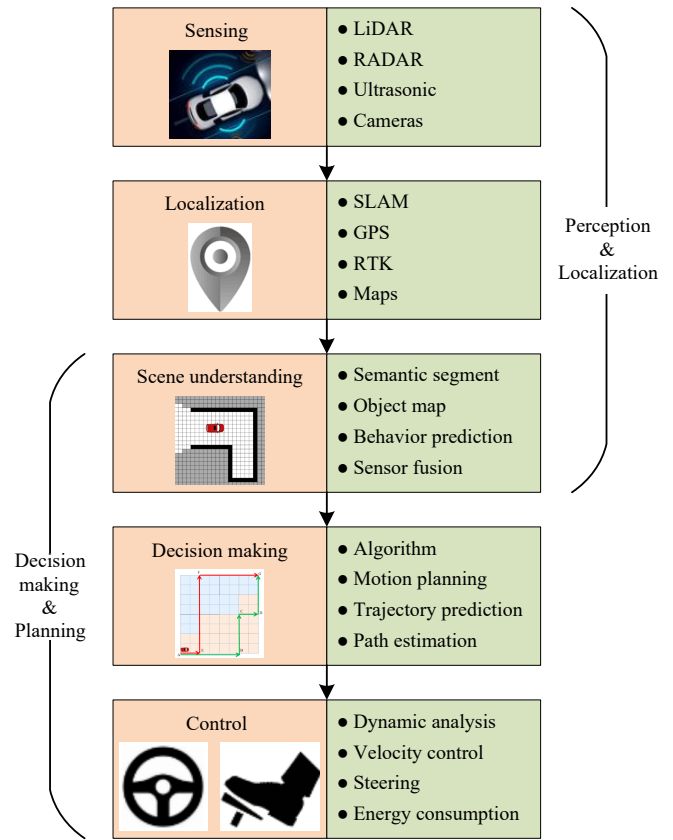 Sensing
● LiDAR
● RADAR
● Ultrasonic
● Cameras
Localization
● SLAM
● GPS
● RTK
● Maps
Perception
&
Localization
Scene understanding
● Semantic segment
● Object map
● Behavior prediction
● Sensor fusion
Decision making
● Algorithm
● Motion planning
● Trajectory prediction
● Path estimation
Decision
making
&
Planning
Control
● Dynamic analysis
● Velocity control
● Steering
● Energy consumption